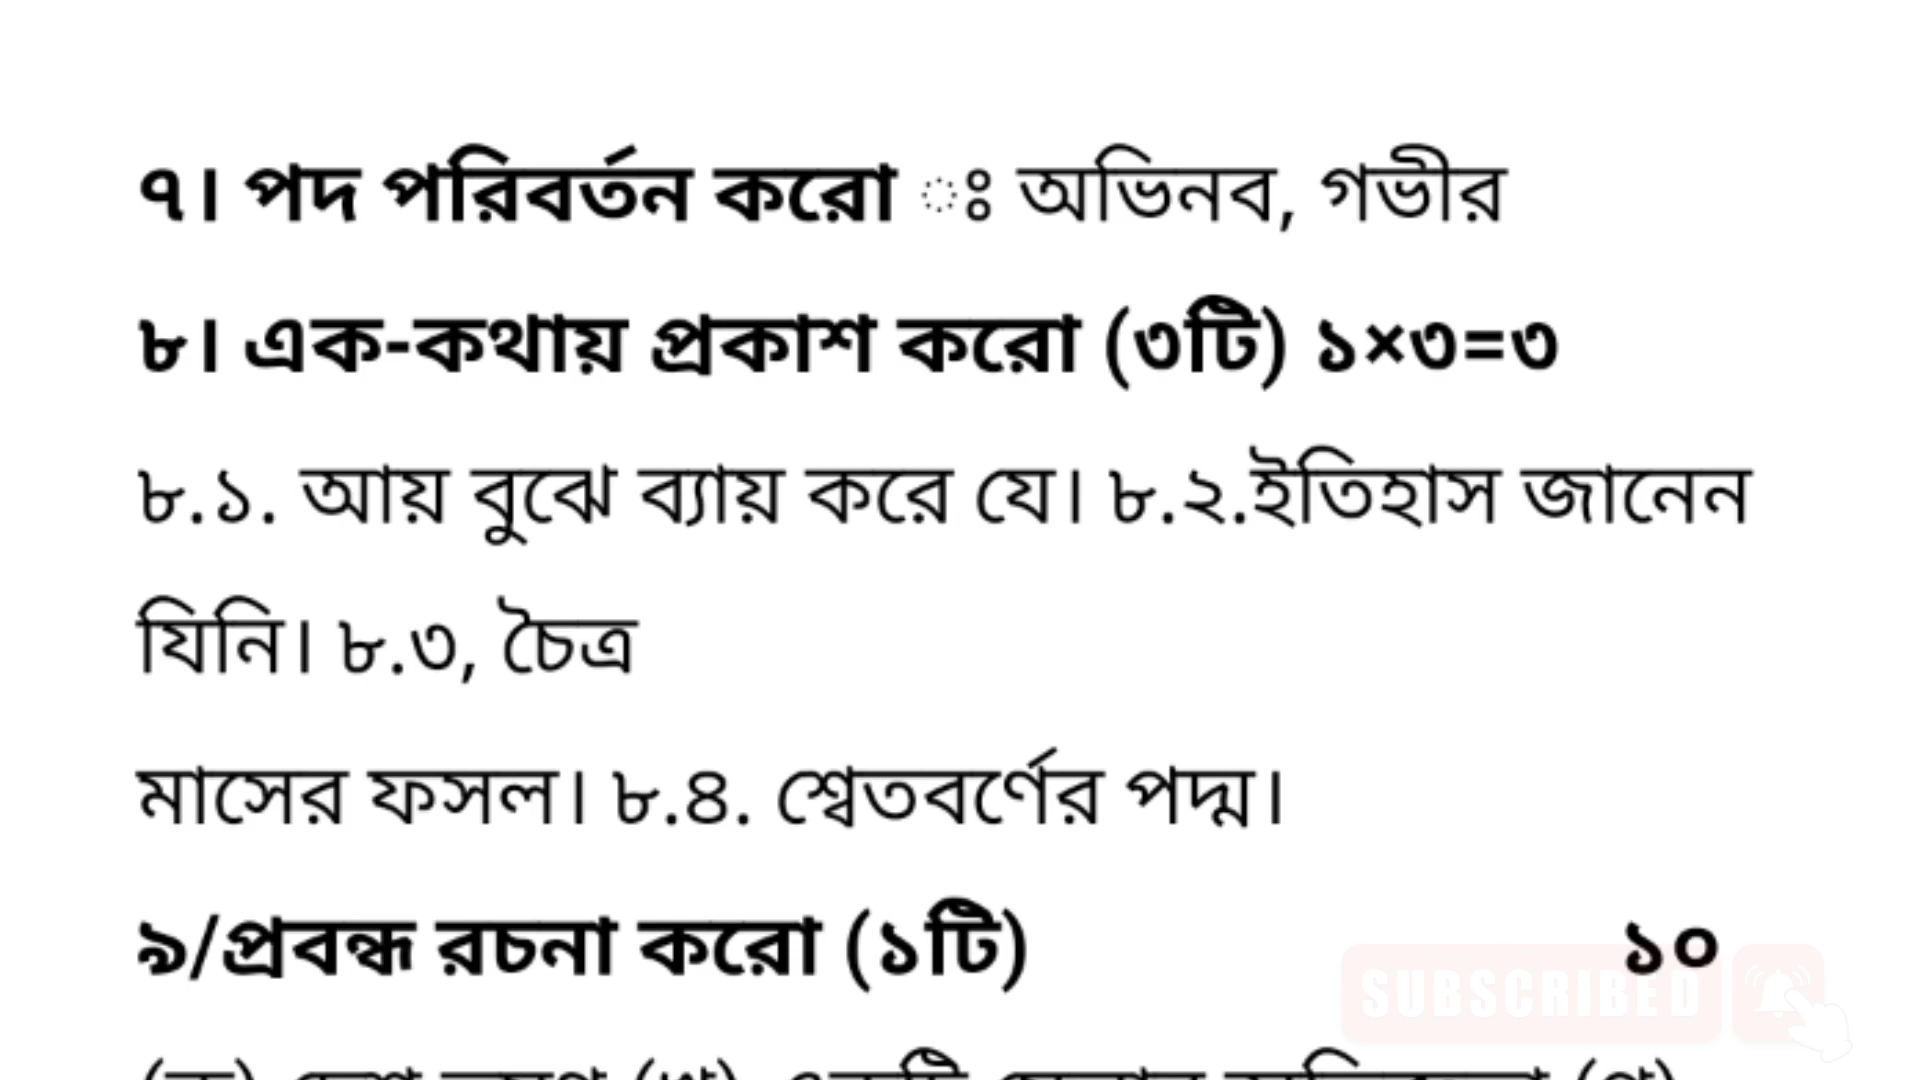 ৭। পদ পরিবর্তন করো ঃ অভিনব, গভীর
৮। এক-কথায় প্রকাশ করো (৩টি) ১×৩=৩
৮.১. আয় বুঝে ব্যায় করে যে। ৮.২.ইতিহাস জানেন
যিনি। ৮.৩, চৈত্র
মাসের ফসল। ৮.৪. শ্বেতবর্ণের পদ্ম।
৯/প্রবন্ধ রচনা করো (১টি) ১০
SUBSCRIBED